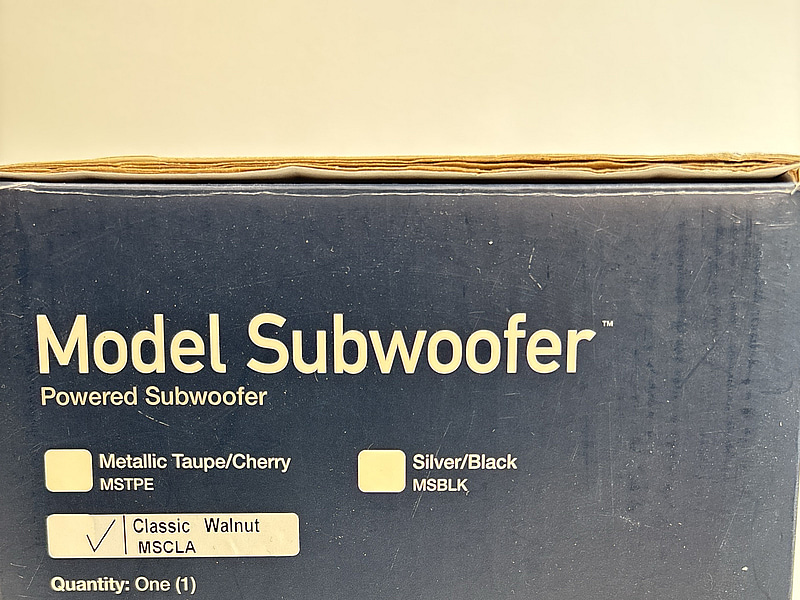 Model Subwoofer™
Powered Subwoofer
Metallic Taupe/Cherry
MSTPE
Silver/Black
MSBLK
Classic Walnut
MSCLA
Quantity: One (1)